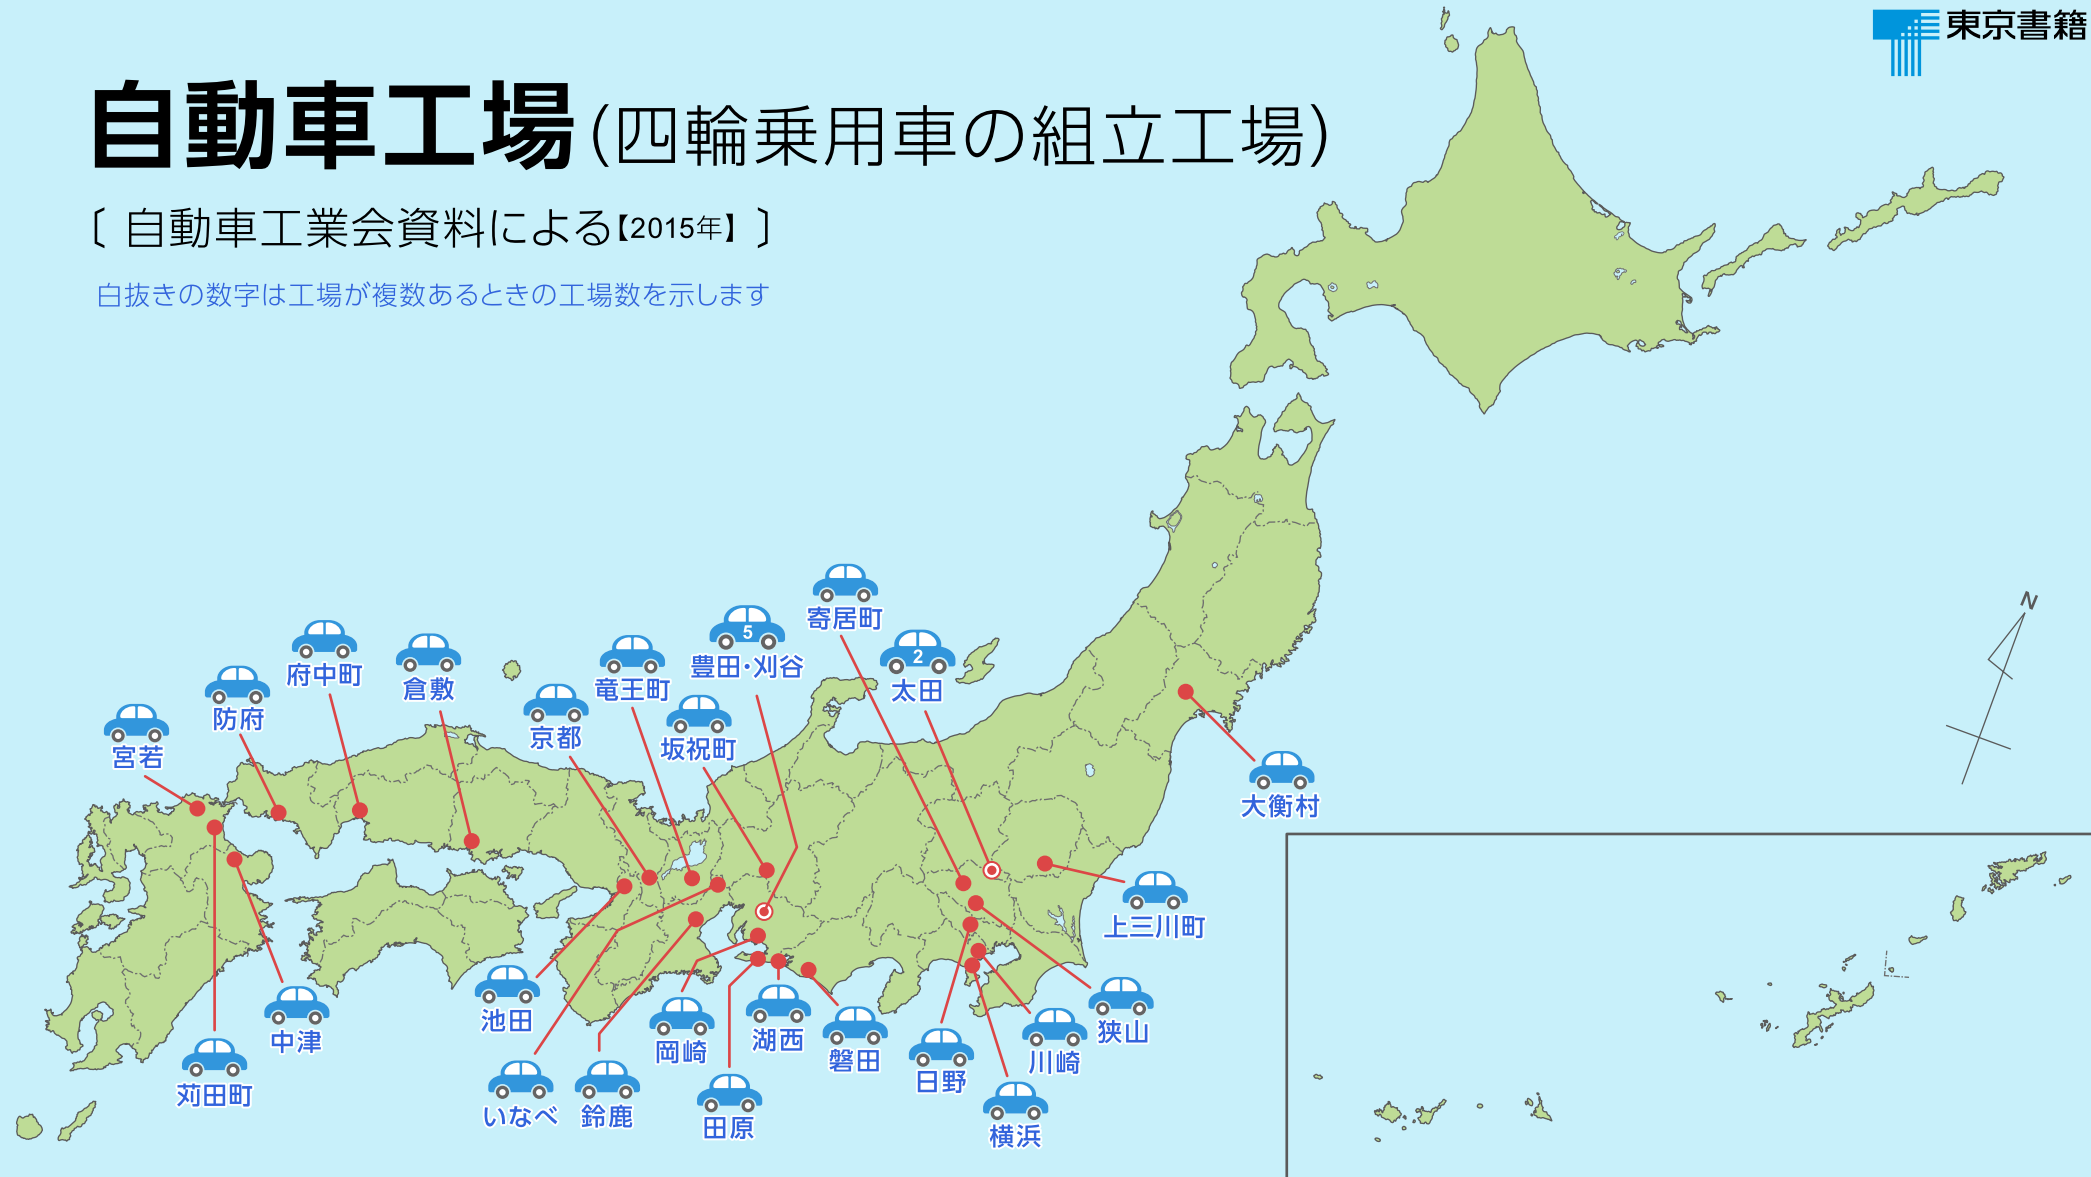 東京書籍
自動車工場(四輪乗用車の組立工場)
〔 自動車工業会資料による【2015年】 〕
白抜きの数字は工場が複数あるときの工場数を示します
N
寄居町
5
豊田・刈谷
2
太田
府中町
倉敷
竜王町
防府
京都
坂祝町
宮若
大衡村
上三川町
池田
中津
苅田町
いなべ
鈴鹿
岡崎
田原
湖西
磐田
日野
川崎
狭山
横浜